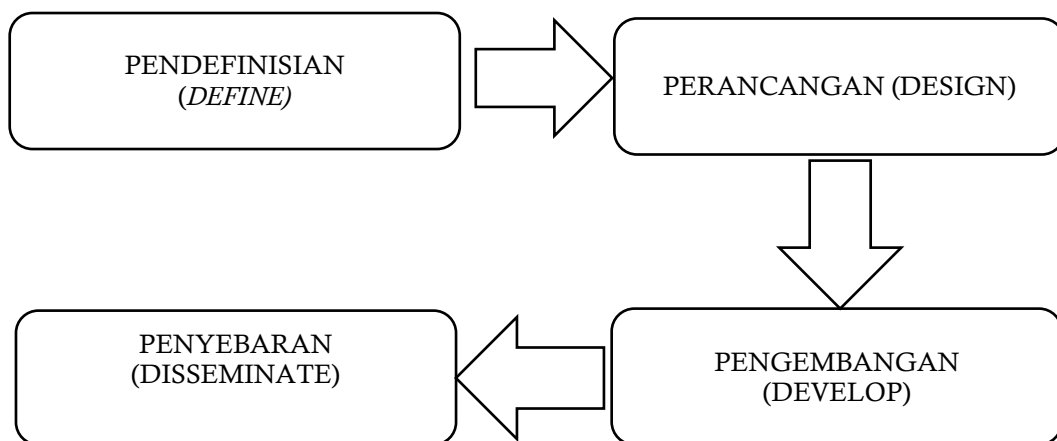 PENDEFINISIAN
(DEFINE)
PERANCANGAN (DESIGN)
PENGEMBANGAN
(DEVELOP)
PENYEBARAN
(DISSEMINATE)